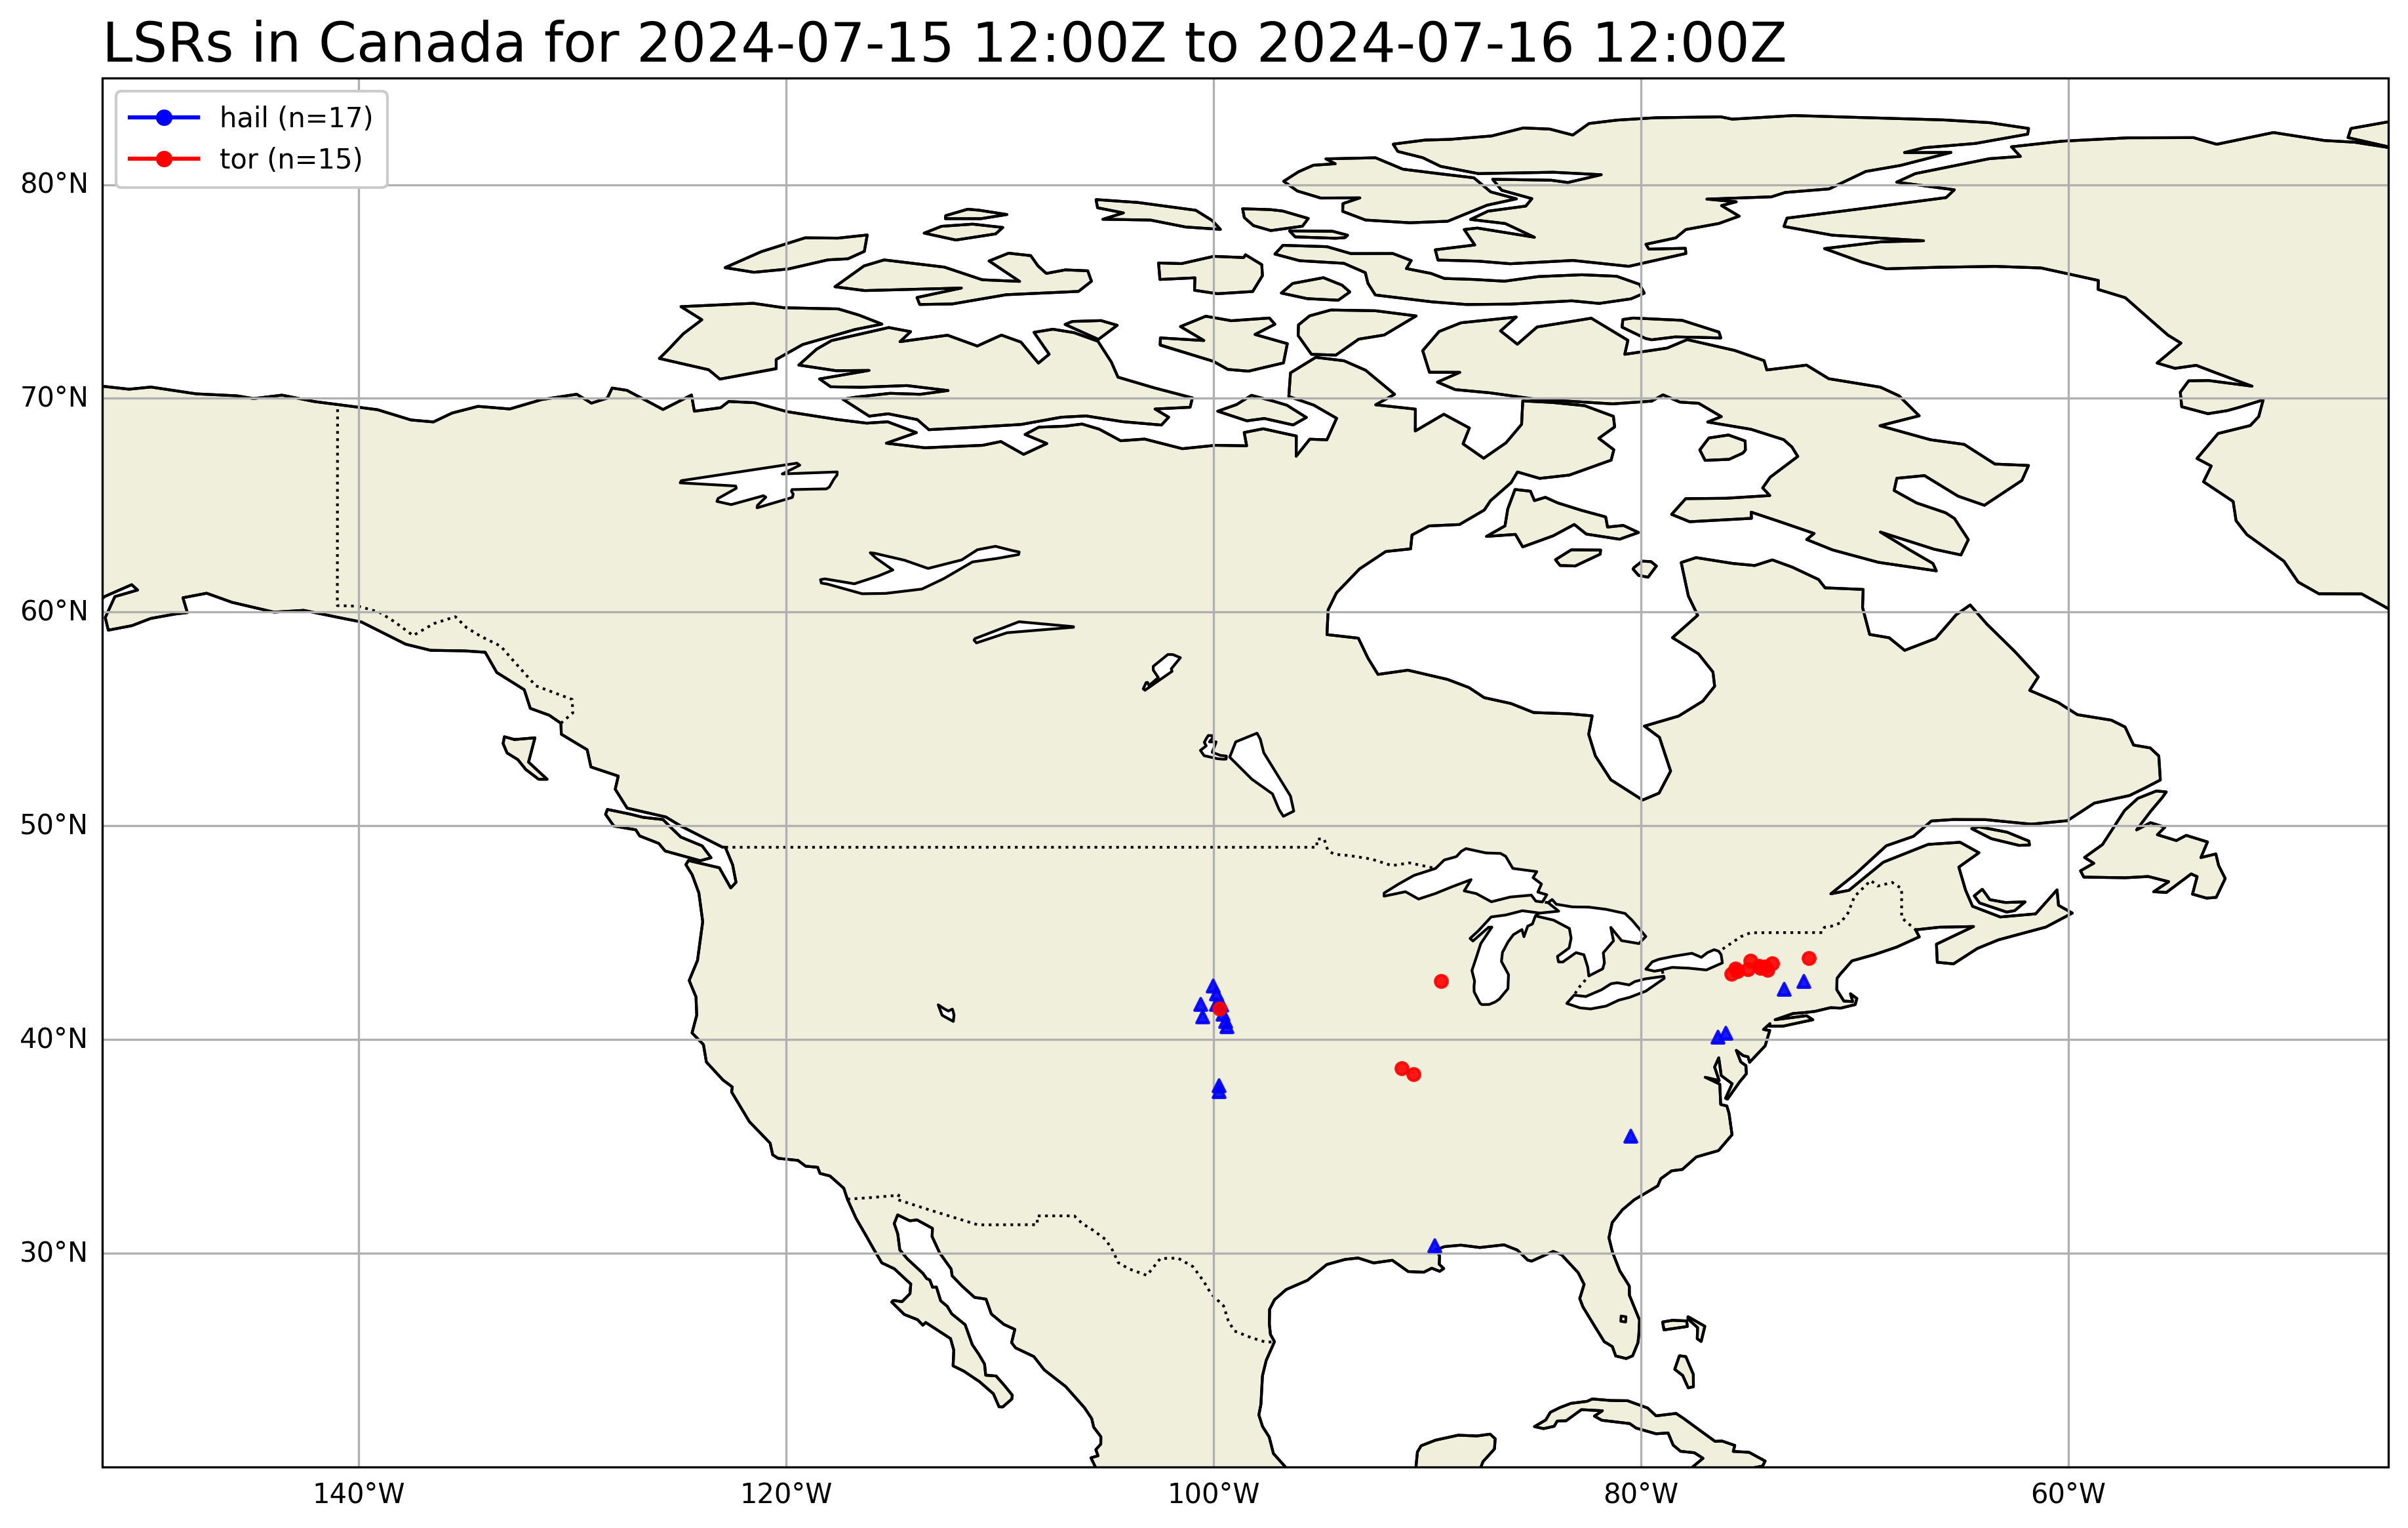 LSRs in Canada for 2024-07-15 12:00Z to 2024-07-16 12:00Z
hail (n=17)
tor (n=15)
80°N
70°N
60°N
50°N
40°N
30°N
140°W 120°W 100°W 80°W 60°W